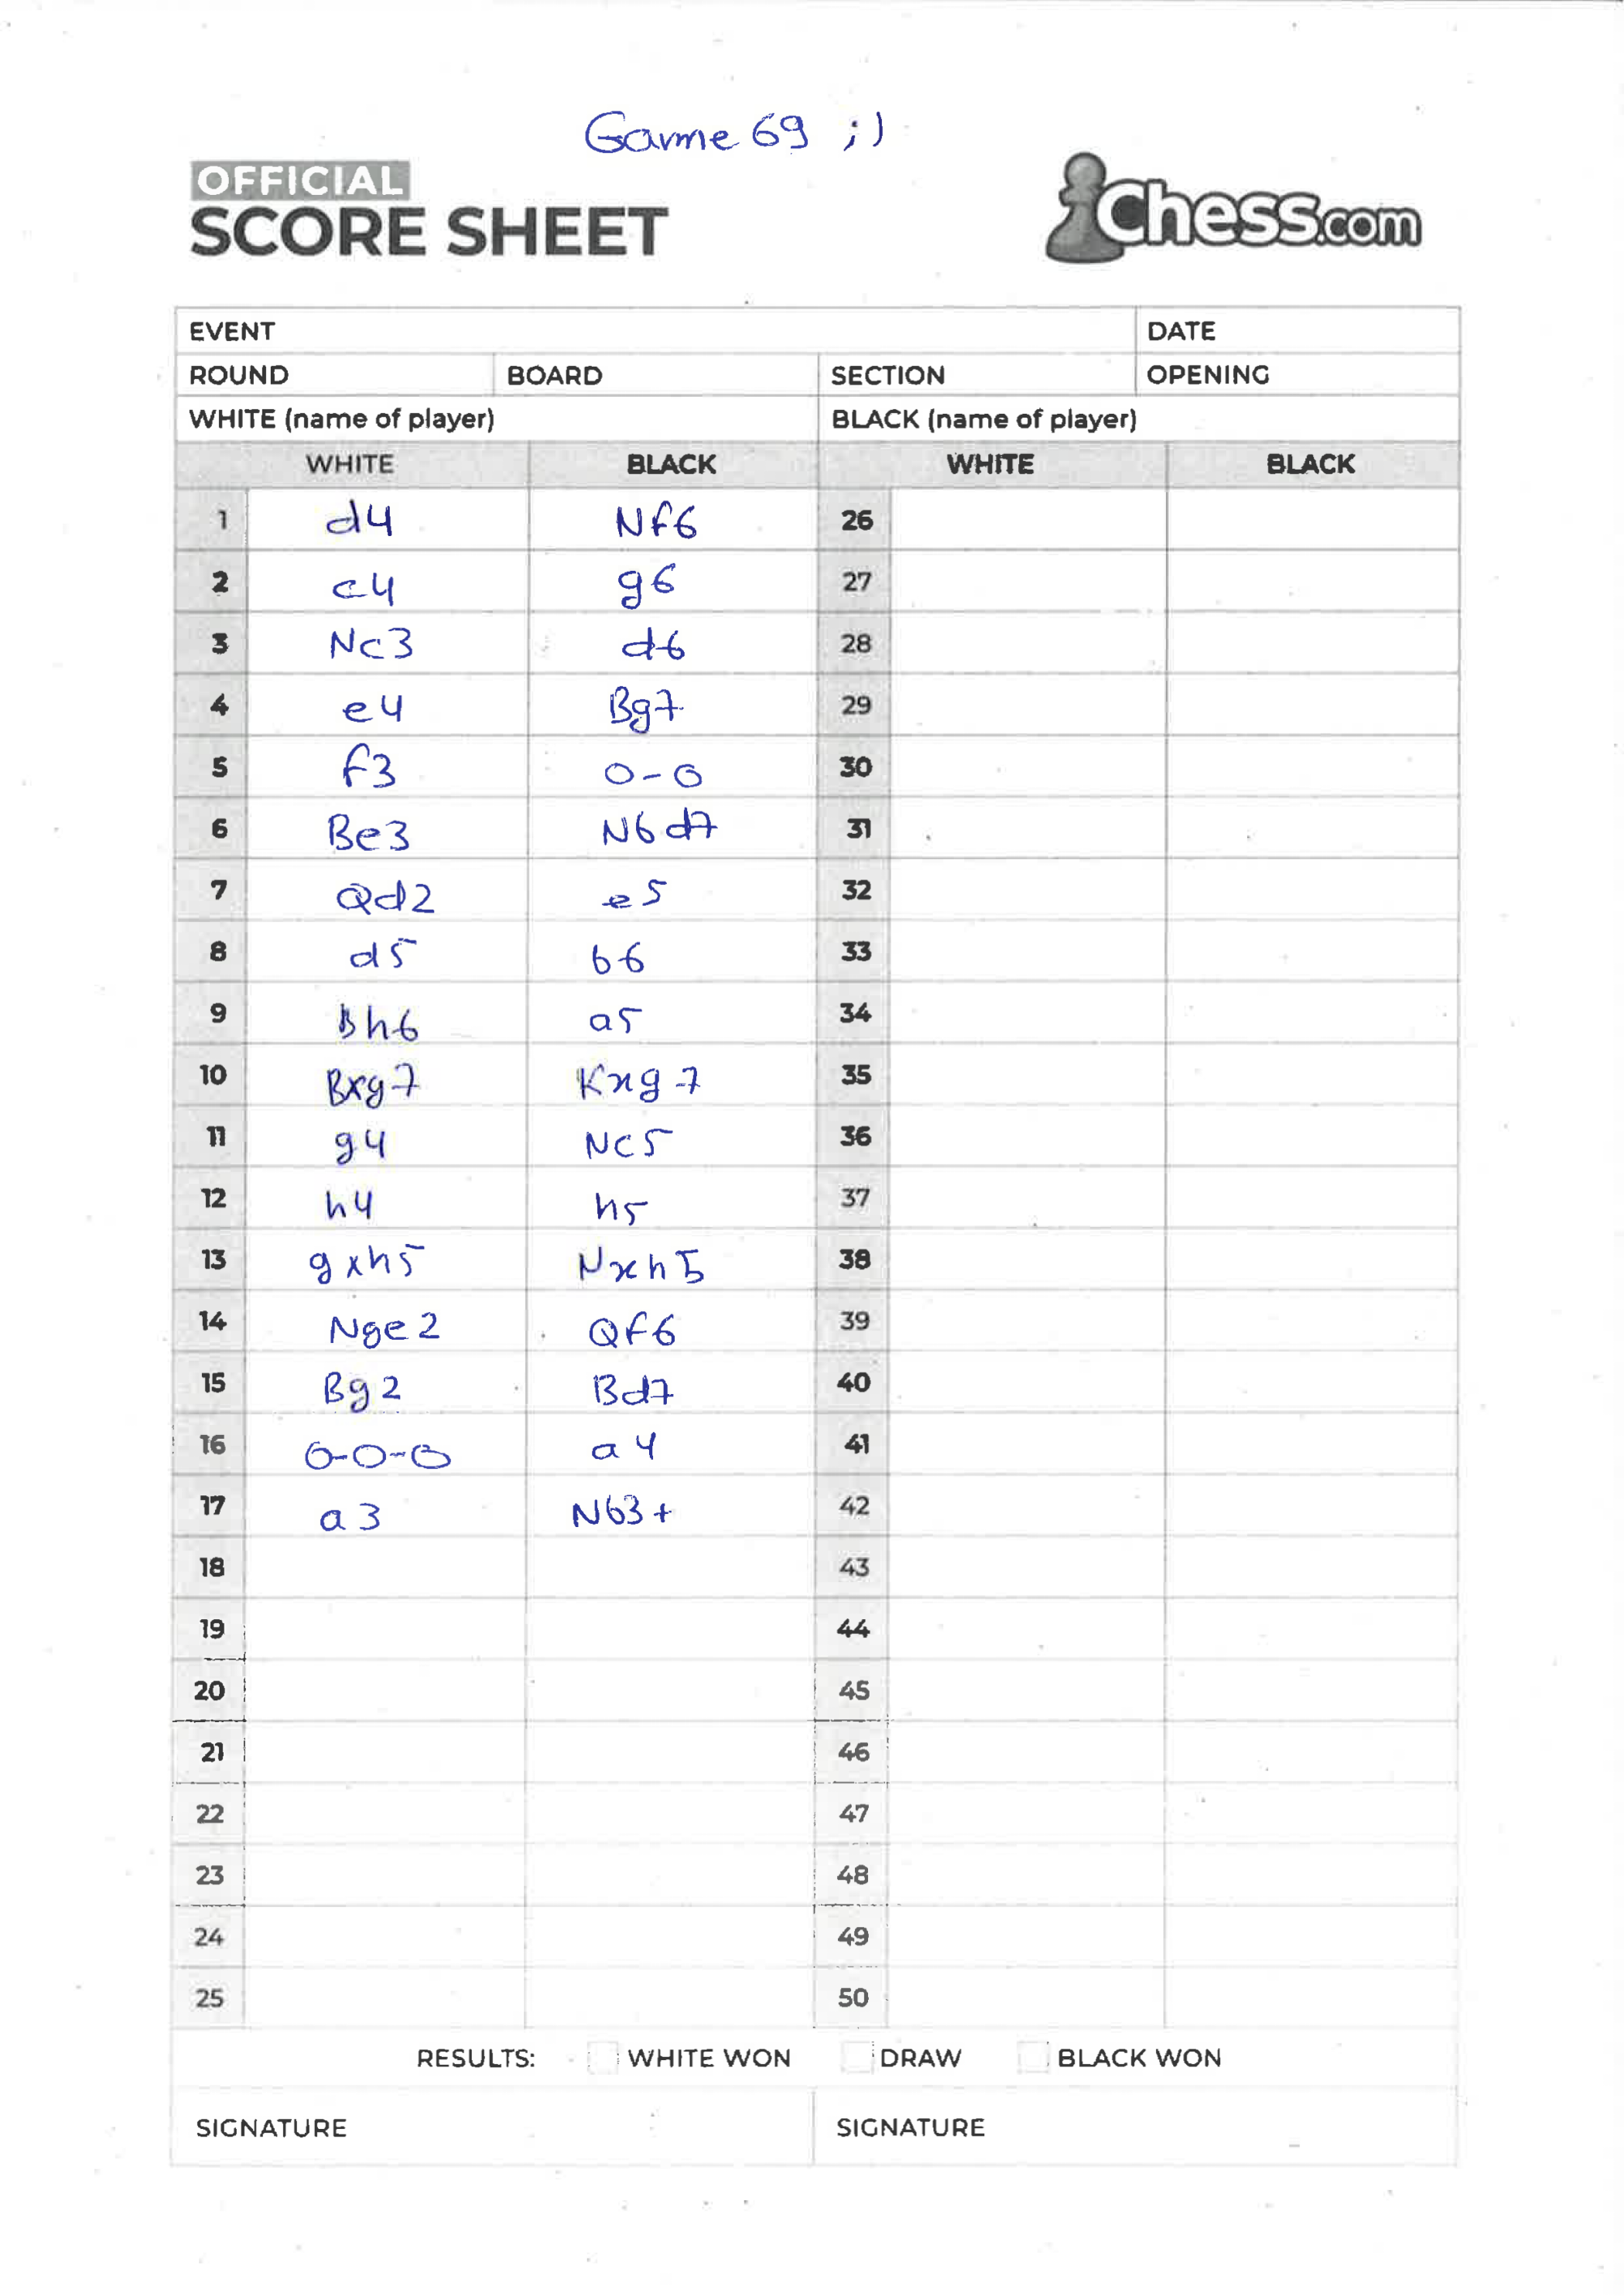 Game 69 ;)
OFFICIAL
SCORE SHEET
Chess.com
EVENT DATE
ROUND BOARD SECTION OPENING
WHITE (name of player) BLACK (name of player)
WHITE BLACK WHITE BLACK
1 d4 Nf6 26
2 c4 g6 27
3 Nc3 d6 28
4 e4 Bg7 29
5 f3 0-0 30
6 Be3 Nbd7 31
7 Qd2 e5 32
8 d5 b6 33
9 Bh6 a5 34
10 Bxg7 Kxg7 35
11 g4 Nc5 36
12 h4 h5 37
13 gxh5 Nxh5 38
14 Nge2 Qf6 39
15 Bg2 Bd7 40
16 0-0-0 a4 41
17 a3 Nb3+ 42
18 43
19 44
20 45
21 46
22 47
23 48
24 49
25 50
RESULTS: WHITE WON DRAW BLACK WON
SIGNATURE SIGNATURE